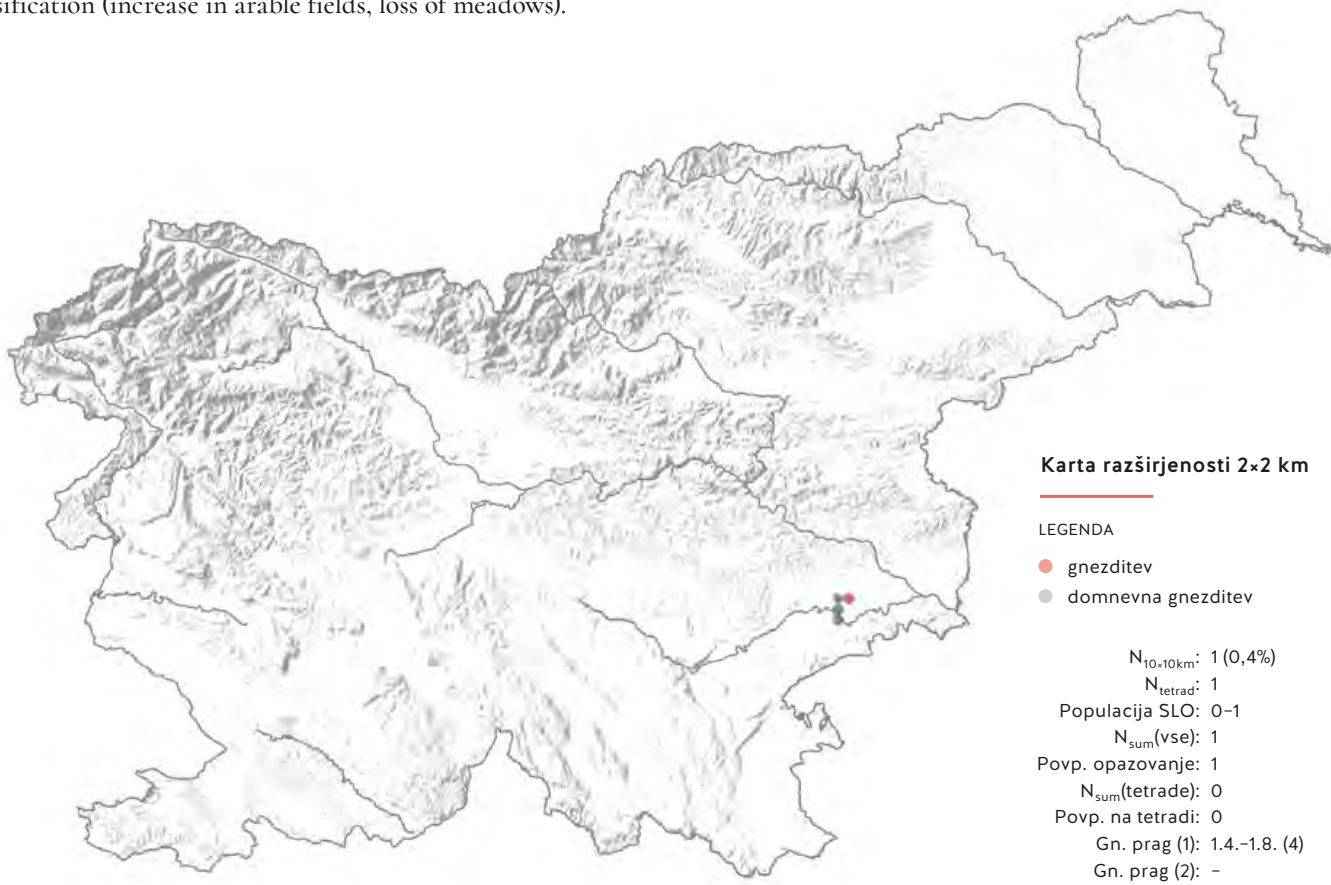 sification (increase in arable fields, loss of meadows).
Karta razširjenosti 2×2 km
LEGENDA
gnezditev
domnevna gnezditev
N10×10km: 1 (0,4%)
Ntetrad: 1
Populacija SLO: 0–1
Nsum(vse): 1
Povp. opazovanje: 1
Nsum(tetrade): 0
Povp. na tetradi: 0
Gn. prag (1): 1.4.–1.8. (4)
Gn. prag (2): –